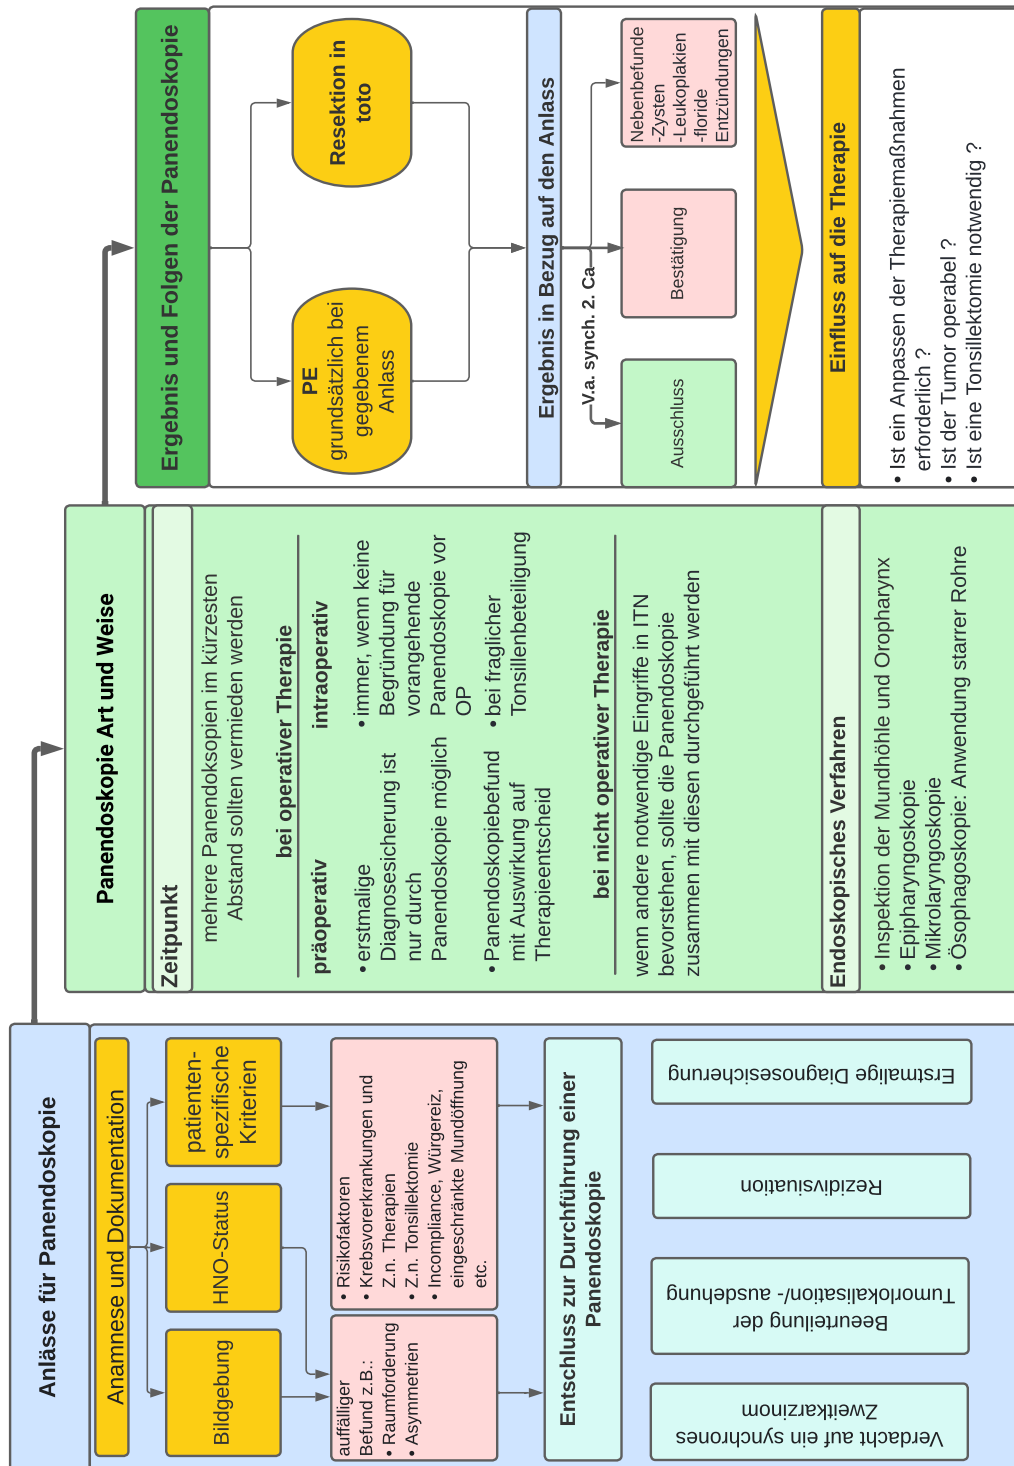 Anlässe für Panendoskopie
Anamnese und Dokumentation
Bildgebung
HNO-Status
patienten-
spezifische
Kriterien
auffälliger
Befund z.B.:
• Raumforderung
• Asymmetrien
• Risikofaktoren
• Krebsvorerkrankungen und
Z.n. Therapien
• Z.n. Tonsillektomie
• Incompliance, Würgereiz,
eingeschränkte Mundöffnung
etc.
Entschluss zur Durchführung einer
Panendoskopie
Verdacht auf ein synchrones
Zweitkarzinom
Beeurteilung der
Tumorlokalisation/- ausdehung
Rezidivsiuation
Erstmalige Diagnosesicherung
Panendoskopie Art und Weise
Zeitpunkt
mehrere Panendoksopien im kürzesten
Abstand sollten vermieden werden
bei operativer Therapie
präoperativ
• erstmalige
Diagnosesicherung ist
nur durch
Panendoskopie möglich
• Panendoskopiebefund
mit Auswirkung auf
Therapieentscheid
intraoperativ
• immer, wenn keine
Begründung für
vorangehende
Panendoskopie vor
OP
• bei fraglicher
Tonsillenbeteiligung
bei nicht operativer Therapie
wenn andere notwendige Eingriffe in ITN
bevorstehen, sollte die Panendoskopie
zusammen mit diesen durchgeführt werden
Endoskopisches Verfahren
• Inspektion der Mundhöhle und Oropharynx
• Epipharyngoskopie
• Mikrolaryngoskopie
• Ösophagoskopie: Anwendung starrer Rohre
Ergebnis und Folgen der Panendoskopie
PE
grundsätzlich bei
gegebenem
Anlass
Resektion in
toto
Ergebnis in Bezug auf den Anlass
V.a. synch. 2. Ca
Ausschluss
Bestätigung
Nebenbefunde
-Zysten
-Leukoplakien
-floride
Entzündungen
Einfluss auf die Therapie
• Ist ein Anpassen der Therapiemaßnahmen
erforderlich ?
• Ist der Tumor operabel ?
• Ist eine Tonsillektomie notwendig ?